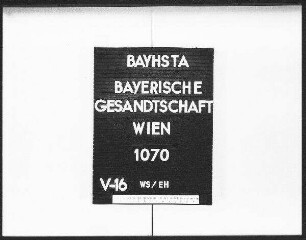 BAYHSTA
BAYERISCHE
GESANDTSCHAFT
WIEN
1070
V-16 WS/EH